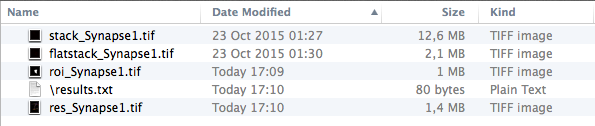 Name Date Modified Size Kind
stack_Synapse1.tif 23 Oct 2015 01:27 12,6 MB TIFF image
flatstack_Synapse1.tif 23 Oct 2015 01:30 2,1 MB TIFF image
roi_Synapse1.tif Today 17:09 1 MB TIFF image
\results.txt Today 17:10 80 bytes Plain Text
res_Synapse1.tif Today 17:10 1,4 MB TIFF image